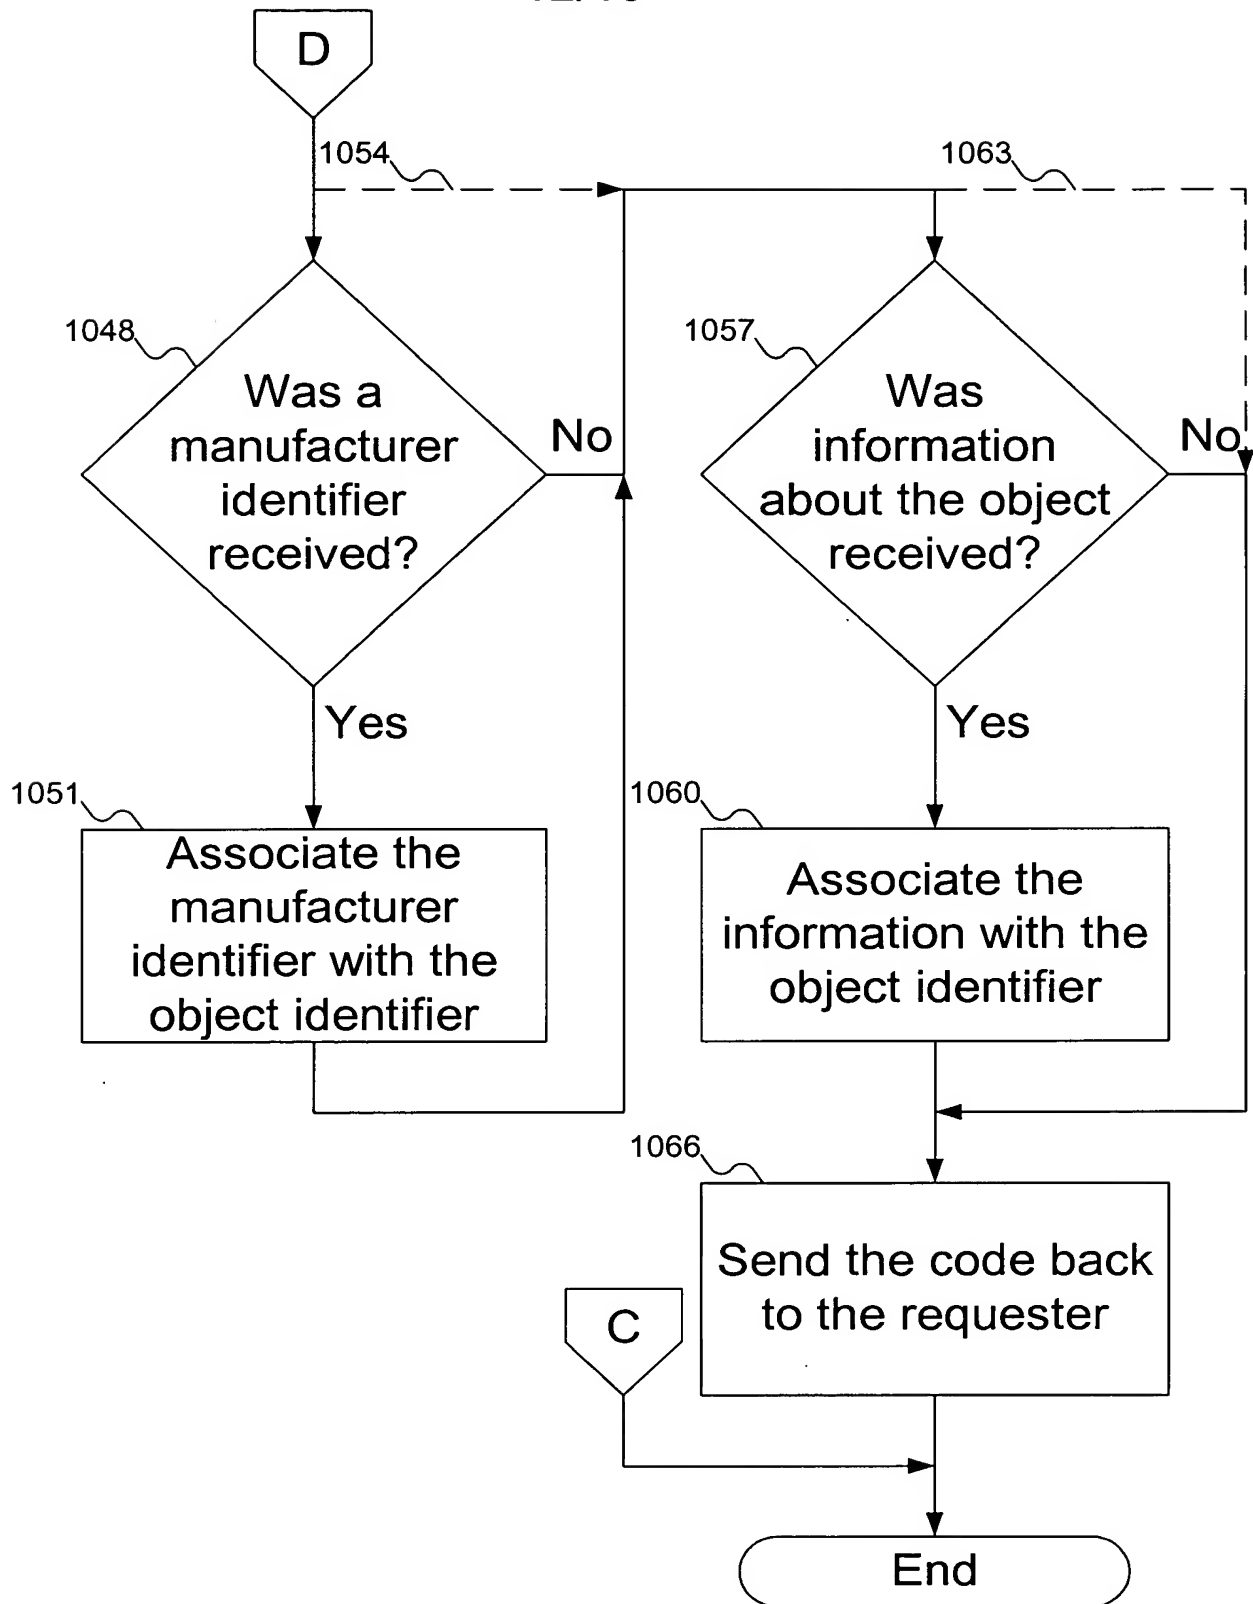 D
1054
1063
1048
Was a
manufacturer
identifier
received?
No
1057
Was
information
about the object
received?
No
Yes
Yes
1051
Associate the
manufacturer
identifier with the
object identifier
1060
Associate the
information with the
object identifier
1066
Send the code back
to the requester
C
End